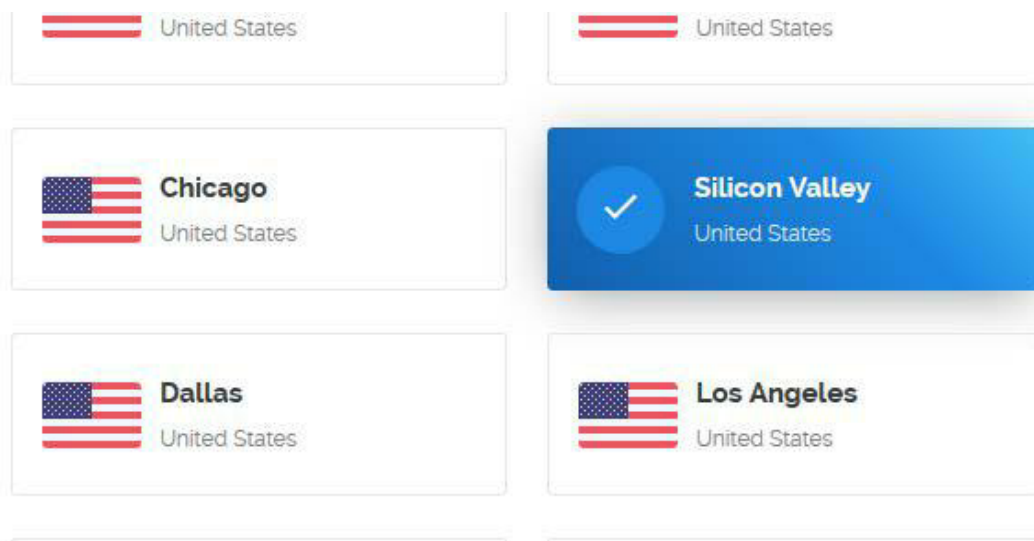 United States
United States
Chicago
United States
Silicon Valley
United States
Dallas
United States
Los Angeles
United States